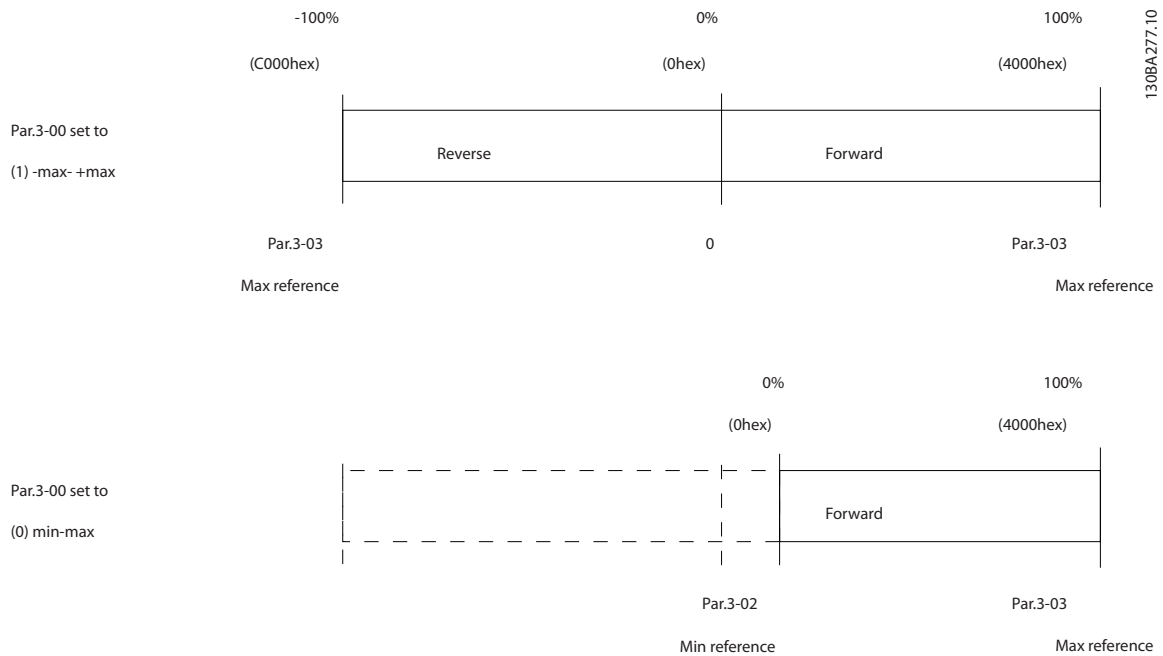 -100% 0% 100%
(C000hex) (0hex) (4000hex)
130BA277.10
Par.3-00 set to
(1) -max- +max
Reverse Forward
Par.3-03 0 Par.3-03
Max reference Max reference
0% 100%
(0hex) (4000hex)
Par.3-00 set to
(0) min-max
Forward
Par.3-02 Par.3-03
Min reference Max reference